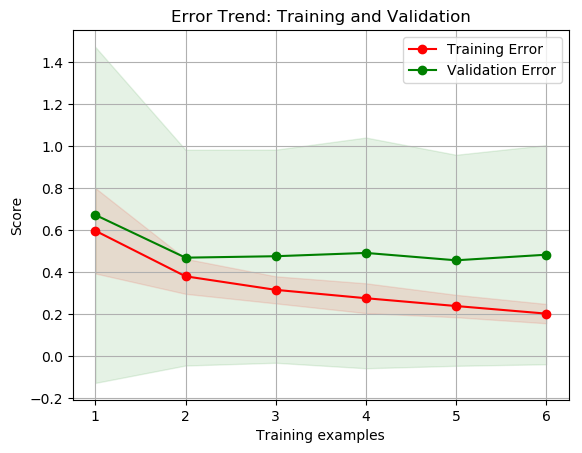 Error Trend: Training and Validation
Training Error
Validation Error
1.4
1.2
1.0
0.8
0.6
0.4
0.2
0.0
−0.2
Score
1 2 3 4 5 6
Training examples